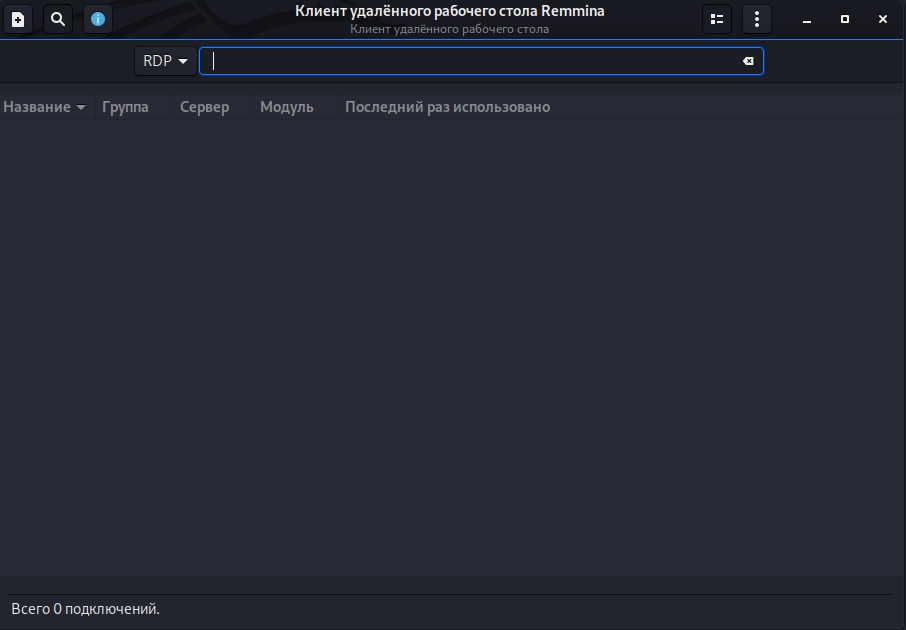 Клиент удалённого рабочего стола Remmina
Клиент удалённого рабочего стола
RDP
Название Группа Сервер Модуль Последний раз использовано
Всего 0 подключений.